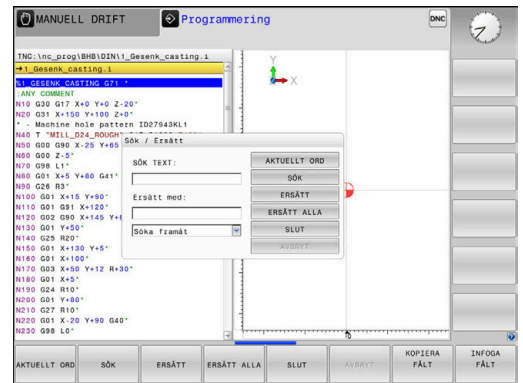 MANUELL DRIFT
Programmering
DNC
TNC:\nc_prog\BHB\DIN\1_Gesenk_casting.i
→1_Gesenk_casting.i
%1_GESENK_CASTING G71 *
;ANY COMMENT
N10 G30 G17 X+0 Y+0 Z-20*
N20 G31 X+150 Y+100 Z+0*
* - Machine hole pattern ID27943KL1
N40 T "MILL_D24_ROUGH"
N50 G00 G90 X-25 Y+65
N60 G00 Z-5*
N70 G98 L1*
N80 G01 X+5 Y+80 G41*
N90 G26 R3*
N100 G01 X+15 Y+90*
N110 G01 G91 X+120*
N120 G02 G90 X+145 Y+
N130 G01 Y+50*
N140 G25 R20*
N150 G01 X+130 Y+5*
N160 G01 X+100*
N170 G03 X+50 Y+12 R+30*
N180 G01 X+5*
N190 G24 R10*
N200 G01 Y+80*
N210 G27 R10*
N220 G01 X-20 Y+90 G40*
N230 G98 L0*
Y
X
Sök / Ersätt
SÖK TEXT:
Ersätt med:
Söka framåt
AKTUELLT ORD
SÖK
ERSÄTT
ERSÄTT ALLA
SLUT
AVBRYT
AKTUELLT ORD
SÖK
ERSÄTT
ERSÄTT ALLA
SLUT
AVBRYT
KOPIERA FÄLT
INFOGA FÄLT